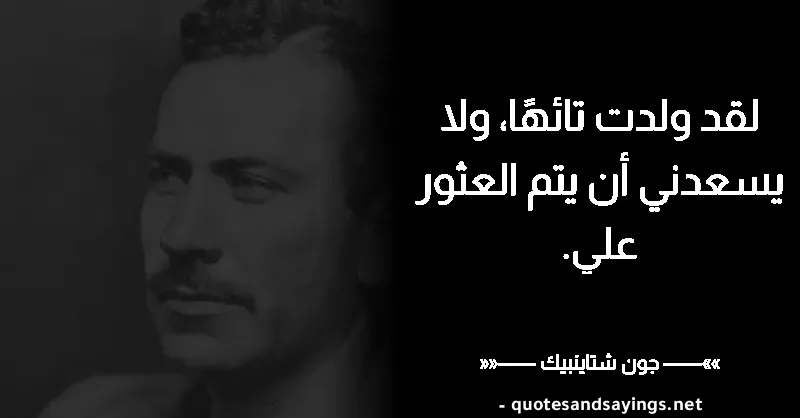 لقد ولدت تائهًا، ولا
يسعدني أن يتم العثور
علي.
»»—— جون شتاينبيك ——««
- quotesandsayings.net